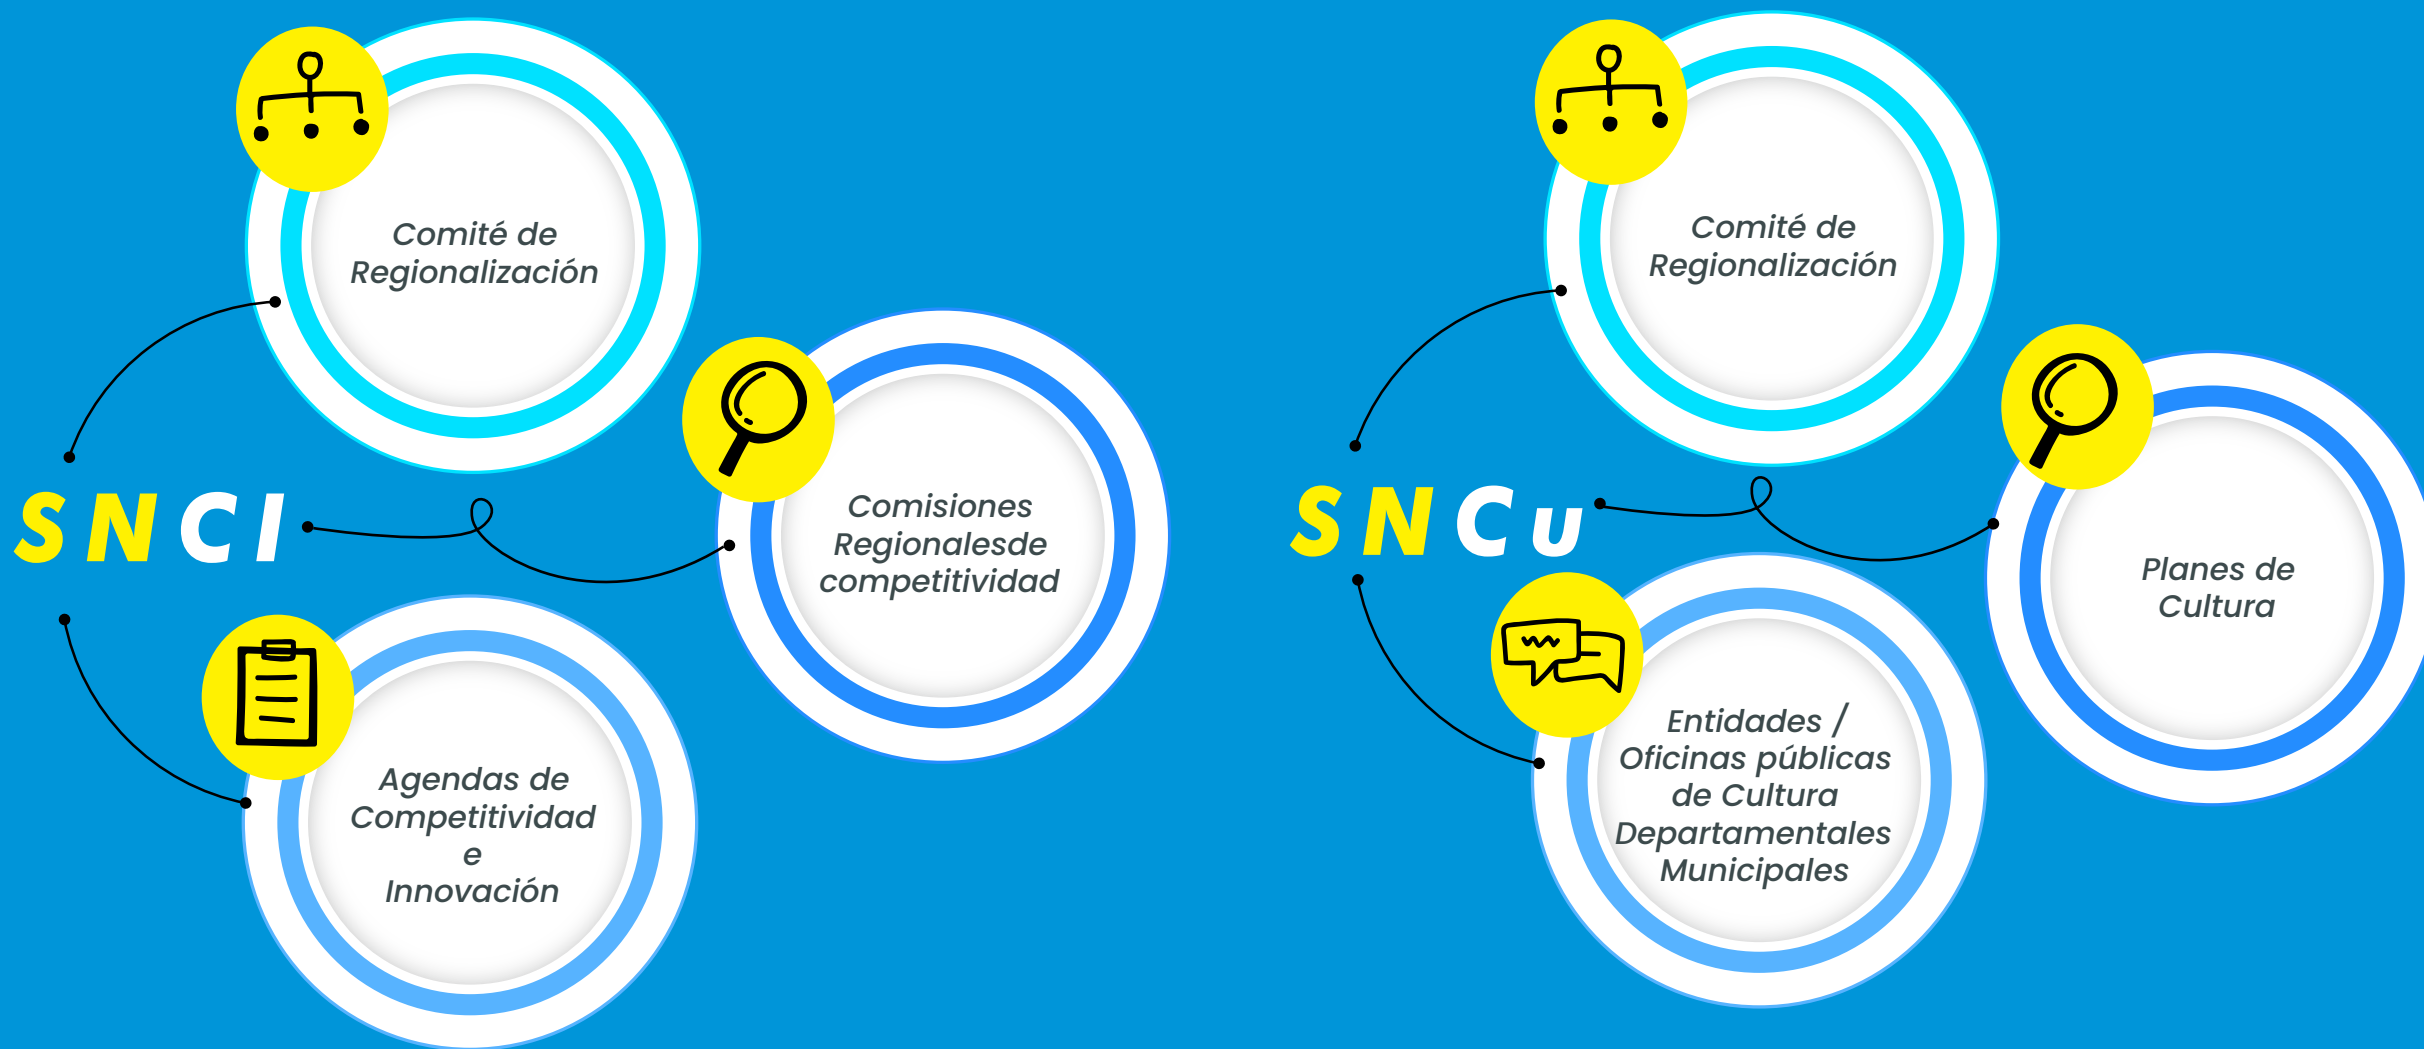 Comité de
Regionalización
SNCI
Comisiones
Regionalesde
competitividad
Agendas de
Competitividad
e
Innovación
Comité de
Regionalización
SNCu
Planes de
Cultura
Entidades /
Oficinas públicas
de Cultura
Departamentales
Municipales